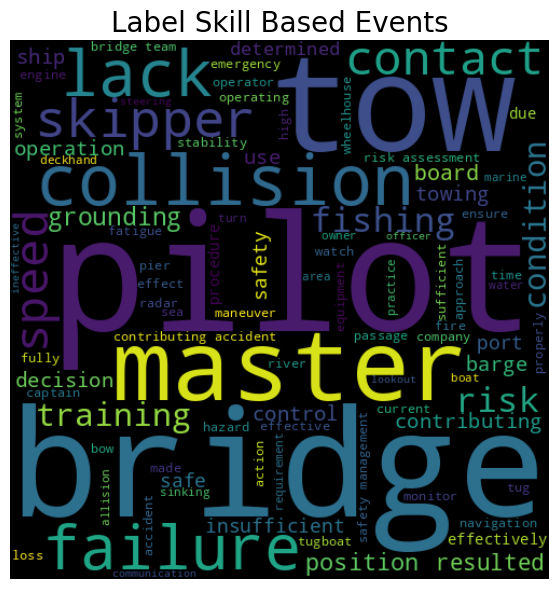 Label Skill Based Events
ship
bridge team
determined
contact
engine
lack
emergency
tow
steering
operator
high
wheelhouse
system
skipper
operating
due
operation
stability
use
risk assessment
marine
deckhand
collision
board
condition
grounding
fishing
towing
ensure
speed
pilot
turn
owner
officer
ineffective
fatigue
procedure
safety
watch
pier
effect
area
equipment
practice
sufficient
approach
time
radar
sea
maneuver
fire
water
contributing accident
passage
company
port
properly
fully
master
river
barge
decision
lookout
boat
captain
risk
training
control
current
contributing
bridge
hazard
effective
bow
made
safe
action
requirement
safety management
monitor
tug
allision
sinking
accident
insufficient
navigation
loss
failure
tugboat
effectively
communication
position resulted